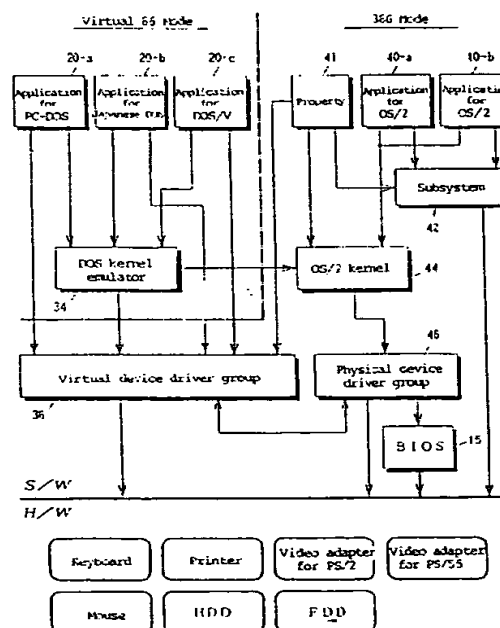 Virtual 86 Mode
386 Mode
20-a
20-b
20-c
41
40-a
40-b
Application for PC-DOS
Application for Japanese DOS
Application for DOS/V
Property
Application for OS/2
Application for OS/2
Subsystem
42
DOS kernel emulator
34
OS/2 kernel
44
46
Virtual device driver group
36
Physical device driver group
BIOS
15
S/W
H/W
Keyboard
Printer
Video adapter for PS/2
Video adapter for PS/55
Mouse
HDD
FDD